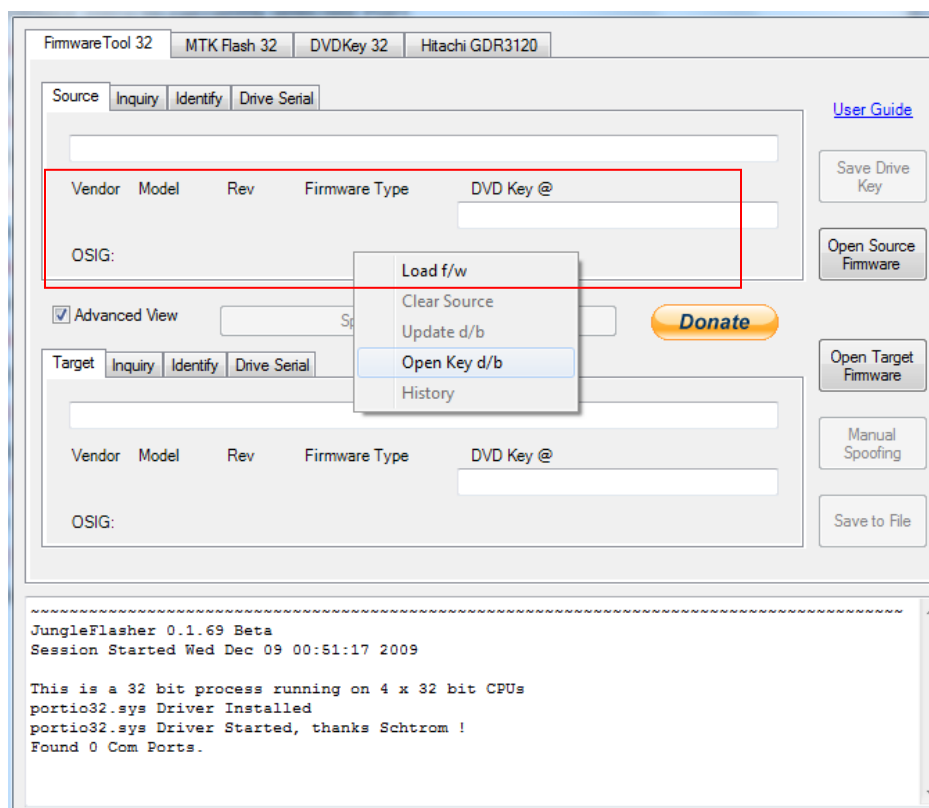 FirmwareTool 32 MTK Flash 32 DVDKey 32 Hitachi GDR3120
Source Inquiry Identify Drive Serial
User Guide
Save Drive
Key
Vendor Model Rev Firmware Type DVD Key @
Open Source
Firmware
OSIG:
Load f/w
Clear Source
Update d/b
Open Key d/b
History
Advanced View Sp Donate
Target Inquiry Identify Drive Serial
Open Target
Firmware
Vendor Model Rev Firmware Type DVD Key @
Manual
Spoofing
OSIG:
Save to File
~~~~~~~~~~~~~~~~~~~~~~~~~~~~~~~~~~~~~~~~~~~~~~~~~~~~~~~~~~~~~~~~~~~~~~~~~~~~~~~~~~~~~~~~~~
JungleFlasher 0.1.69 Beta
Session Started Wed Dec 09 00:51:17 2009
This is a 32 bit process running on 4 x 32 bit CPUs
portio32.sys Driver Installed
portio32.sys Driver Started, thanks Schtrom !
Found 0 Com Ports.